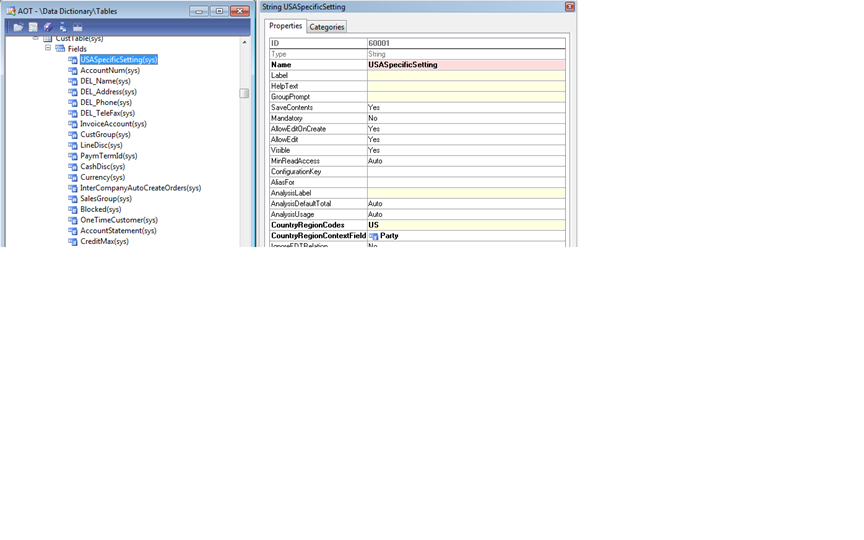 AOT - \Data Dictionary\Tables
CustTable(sys)
Fields
USASpecificSetting(sys)
AccountNum(sys)
DEL_Name(sys)
DEL_Address(sys)
DEL_Phone(sys)
DEL_TeleFax(sys)
InvoiceAccount(sys)
CustGroup(sys)
LineDisc(sys)
PaymTermId(sys)
CashDisc(sys)
Currency(sys)
InterCompanyAutoCreateOrders(sys)
SalesGroup(sys)
Blocked(sys)
OneTimeCustomer(sys)
AccountStatement(sys)
CreditMax(sys)
String USASpecificSetting
Properties Categories
ID 60001
Type String
Name USASpecificSetting
Label
HelpText
GroupPrompt
SaveContents Yes
Mandatory No
AllowEditOnCreate Yes
AllowEdit Yes
Visible Yes
MinReadAccess Auto
ConfigurationKey
AliasFor
AnalysisLabel
AnalysisDefaultTotal Auto
AnalysisUsage Auto
CountryRegionCodes US
CountryRegionContextField Party
IgnoreEDTRelation No